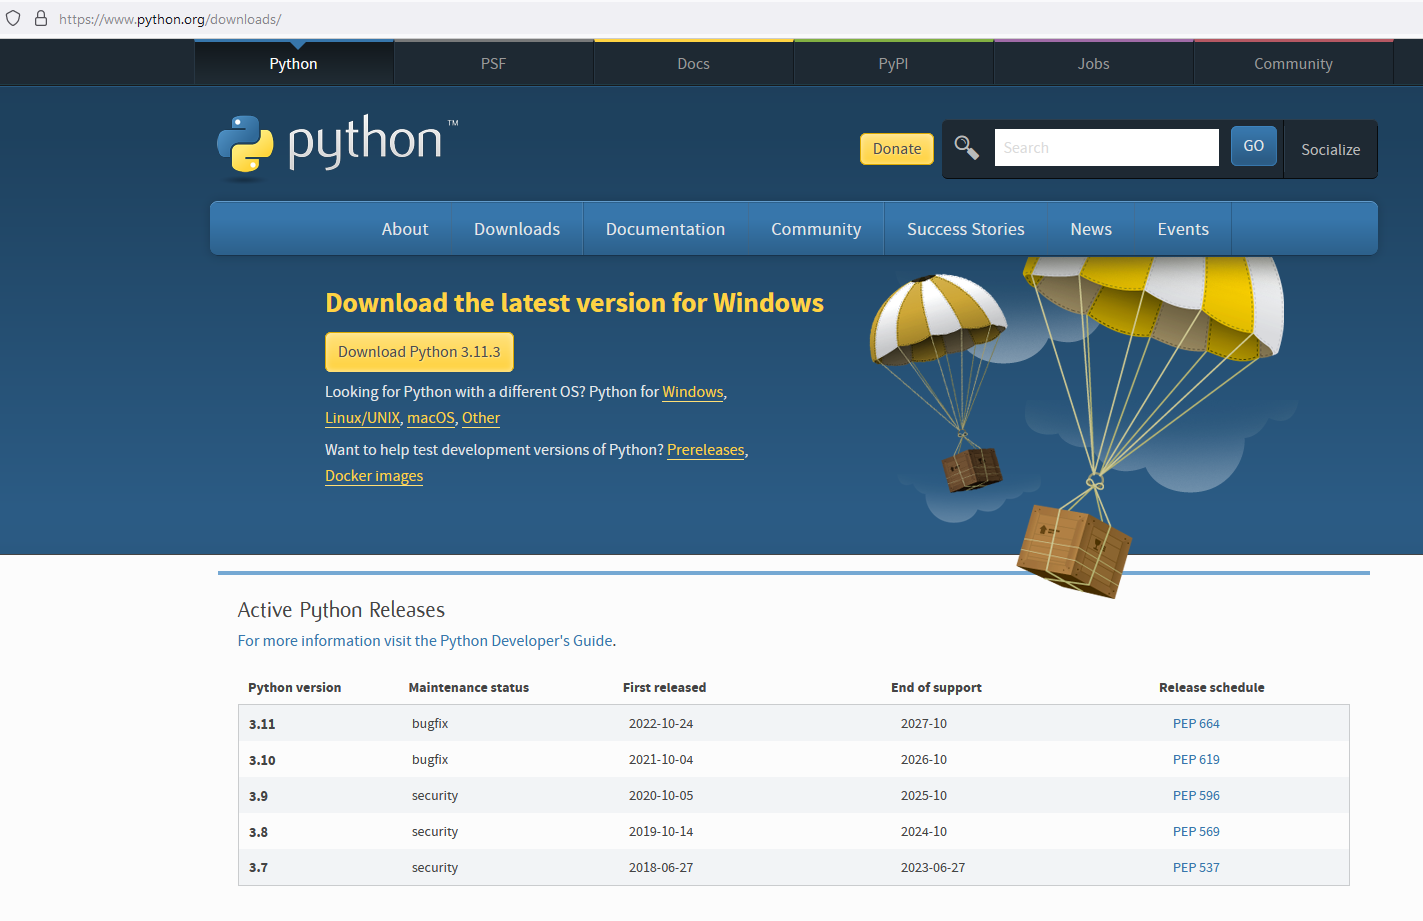 https://www.python.org/downloads/
Python PSF Docs PyPI Jobs Community
python™
Donate Search GO Socialize
About Downloads Documentation Community Success Stories News Events
Download the latest version for Windows
Download Python 3.11.3
Looking for Python with a different OS? Python for Windows,
Linux/UNIX, macOS, Other
Want to help test development versions of Python? Prereleases,
Docker images
Active Python Releases
For more information visit the Python Developer's Guide.
Python version Maintenance status First released End of support Release schedule
3.11 bugfix 2022-10-24 2027-10 PEP 664
3.10 bugfix 2021-10-04 2026-10 PEP 619
3.9 security 2020-10-05 2025-10 PEP 596
3.8 security 2019-10-14 2024-10 PEP 569
3.7 security 2018-06-27 2023-06-27 PEP 537